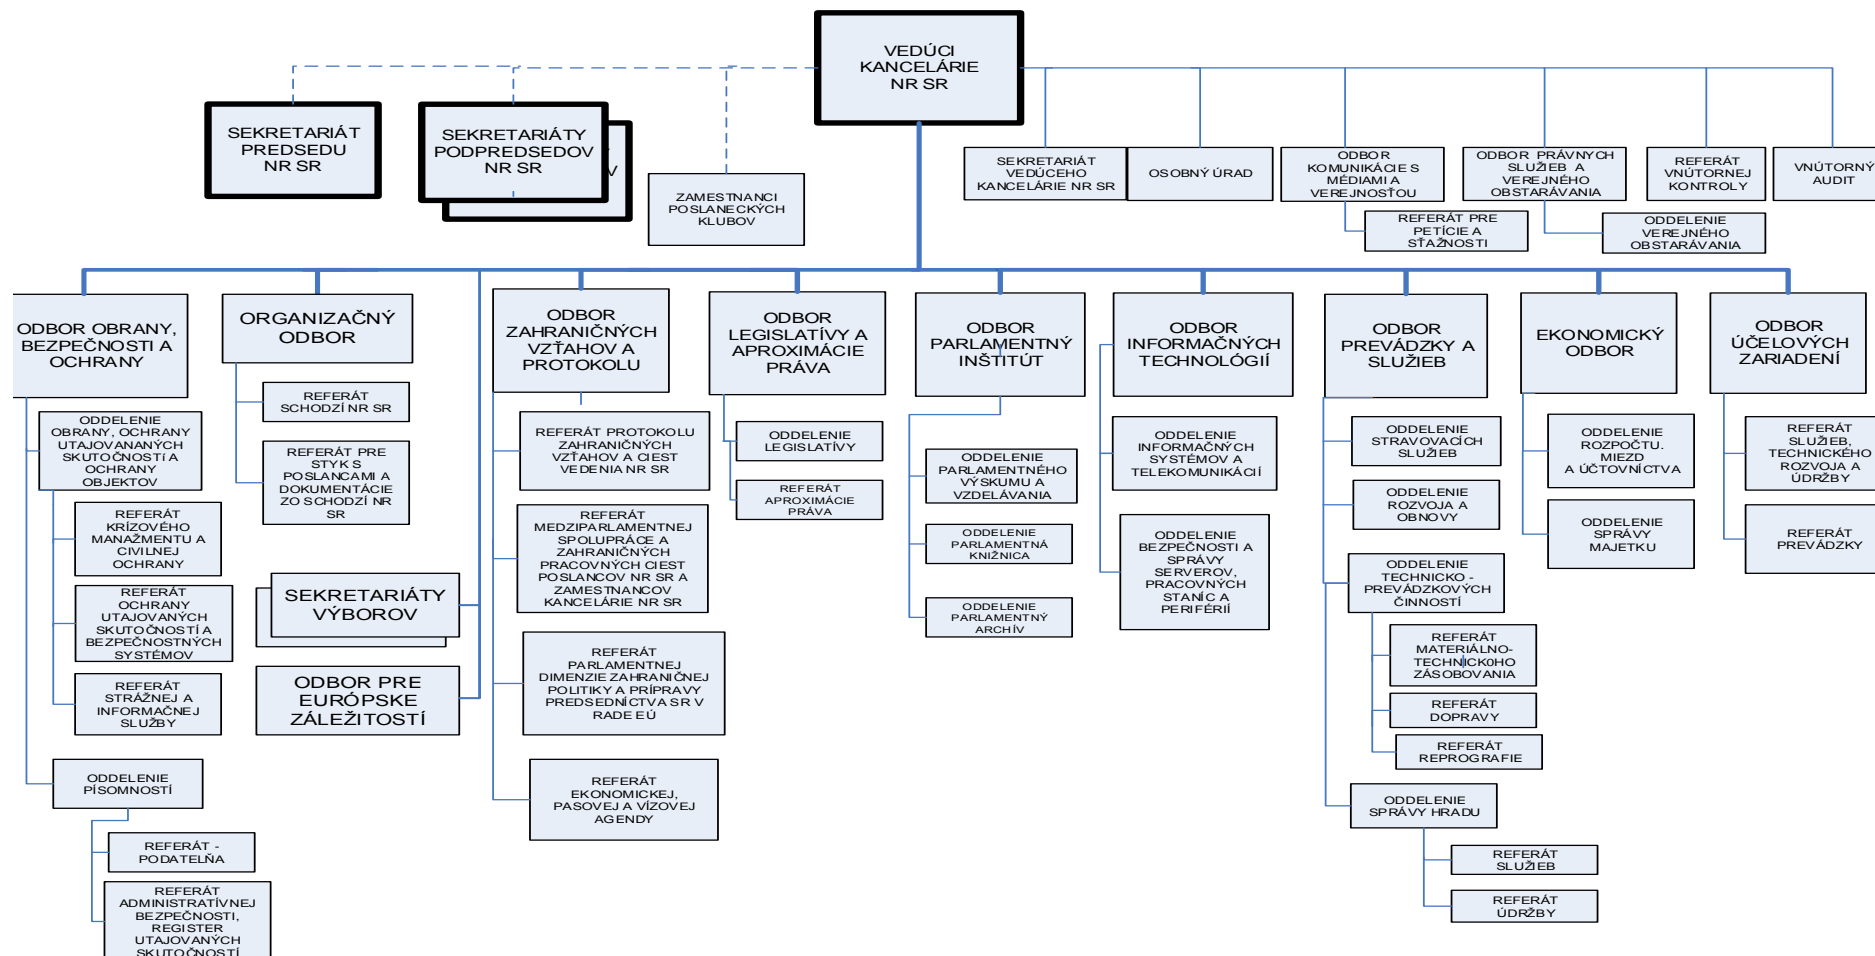 VEDÚCI
KANCELÁRIE
NR SR
SEKRETARIÁT
PREDSEDU
NR SR
SEKRETARIÁTY
PODPREDSEDOV
NR SR
V
ZAMESTNANCI
POSLANECKÝCH
KLUBOV
SEKRETARIÁT
VEDÚCEHO
KANCELÁRIE NR SR
OSOBNÝ ÚRAD
ODBOR
KOMUNIKÁCIE S
MÉDIAMI A
VEREJNOSŤOU
REFERÁT PRE
PETÍCIE A
SŤAŽNOSTI
ODBOR PRÁVNYCH
SLUŽIEB A
VEREJNÉHO
OBSTARÁVANIA
ODDELENIE
VEREJNÉHO
OBSTARÁVANIA
REFERÁT
VNÚTORNEJ
KONTROLY
VNÚTORNÝ
AUDIT
ODBOR OBRANY,
BEZPEČNOSTI A
OCHRANY
ODDELENIE
OBRANY, OCHRANY
UTAJOVANANÝCH
SKUTOČNOSTÍ A
OCHRANY
OBJEKTOV
REFERÁT
KRÍZOVÉHO
MANAŽMENTU A
CIVILNEJ
OCHRANY
REFERÁT
OCHRANY
UTAJOVANÝCH
SKUTOČNOSTÍ A
BEZPEČNOSTNÝCH
SYSTÉMOV
REFERÁT
STRÁŽNEJ A
INFORMAČNEJ
SLUŽBY
ODDELENIE
PÍSOMNOSTÍ
REFERÁT -
PODATEĽŇA
REFERÁT
ADMINISTRATÍVNEJ
BEZPEČNOSTI,
REGISTER
UTAJOVANÝCH
SKUTOČNOSTÍ
ORGANIZAČNÝ
ODBOR
REFERÁT
SCHODZÍ NR SR
REFERÁT PRE
STYK S
POSLANCAMI A
DOKUMENTÁCIE
ZO SCHODZÍ NR
SR
SEKRETARIÁTY
VÝBOROV
ODBOR PRE
EURÓPSKE
ZÁLEŽITOSTÍ
ODBOR
ZAHRANIČNÝCH
VZŤAHOV A
PROTOKOLU
REFERÁT PROTOKOLU
ZAHRANIČNÝCH
VZŤAHOV A CIEST
VEDENIA NR SR
REFERÁT
MEDZIPARLAMENTNEJ
SPOLUPRÁCE A
ZAHRANIČNÝCH
PRACOVNÝCH CIEST
POSLANCOV NR SR A
ZAMESTNANCOV
KANCELÁRIE NR SR
REFERÁT
PARLAMENTNEJ
DIMENZIE ZAHRANIČNEJ
POLITIKY A PRÍPRAVY
PREDSEDNÍCTVA SR V
RADE EÚ
REFERÁT
EKONOMICKEJ,
PASOVEJ A VÍZOVEJ
AGENDY
ODBOR
LEGISLATÍVY A
APROXIMÁCIE
PRÁVA
ODDELENIE
LEGISLATÍVY
REFERÁT
APROXIMÁCIE
PRÁVA
ODBOR
PARLAMENTNÝ
INŠTITÚT
ODDELENIE
PARLAMENTNÉHO
VÝSKUMU A
VZDELÁVANIA
ODDELENIE
PARLAMENTNÁ
KNIŽNICA
ODDELENIE
PARLAMENTNÝ
ARCHÍV
ODBOR
INFORMAČNÝCH
TECHNOLÓGIÍ
ODDELENIE
INFORMAČNÝCH
SYSTÉMOV A
TELEKOMUNIKÁCIÍ
ODDELENIE
BEZPEČNOSTI A
SPRÁVY
SERVEROV,
PRACOVNÝCH
STANÍC A
PERIFÉRIÍ
ODBOR
PREVÁDZKY A
SLUŽIEB
ODDELENIE
STRAVOVACÍCH
SLUŽIEB
ODDELENIE
ROZVOJA A
OBNOVY
ODDELENIE
TECHNICKO -
PREVÁDZKOVÝCH
ČINNOSTÍ
REFERÁT
MATERIÁLNO-
TECHNICK0HO
ZÁSOBOVANIA
REFERÁT
DOPRAVY
REFERÁT
REPROGRAFIE
ODDELENIE
SPRÁVY HRADU
REFERÁT
SLUŽIEB
REFERÁT
ÚDRŽBY
EKONOMICKÝ
ODBOR
ODDELENIE
ROZPOČTU. MIEZD
A ÚČTOVNÍCTVA
ODDELENIE
SPRÁVY
MAJETKU
ODBOR
ÚČELOVÝCH
ZARIADENÍ
REFERÁT
SLUŽIEB,
TECHNICKÉHO
ROZVOJA A
ÚDRŽBY
REFERÁT
PREVÁDZKY